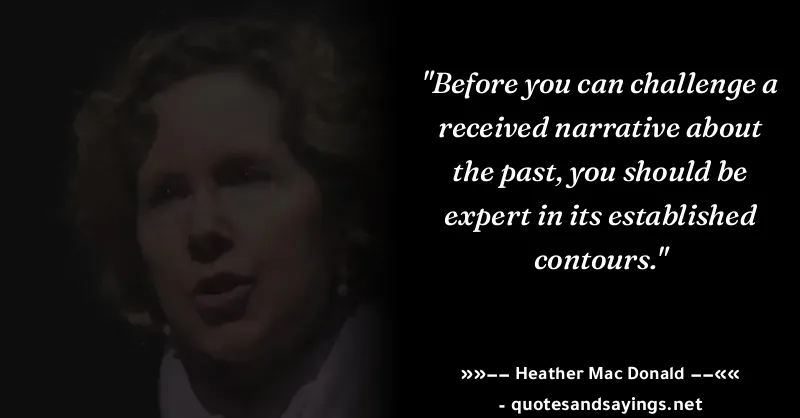 "Before you can challenge a
received narrative about
the past, you should be
expert in its established
contours."
»»−− Heather Mac Donald −−««
- quotesandsayings.net